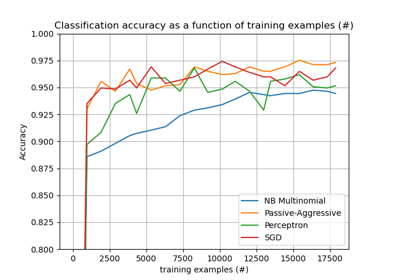 Classification accuracy as a function of training examples (#)
1.000
0.975
0.950
0.925
0.900
0.875
0.850
0.825
0.800
Accuracy
NB Multinomial
Passive-Aggressive
Perceptron
SGD
0 2500 5000 7500 10000 12500 15000 17500
training examples (#)